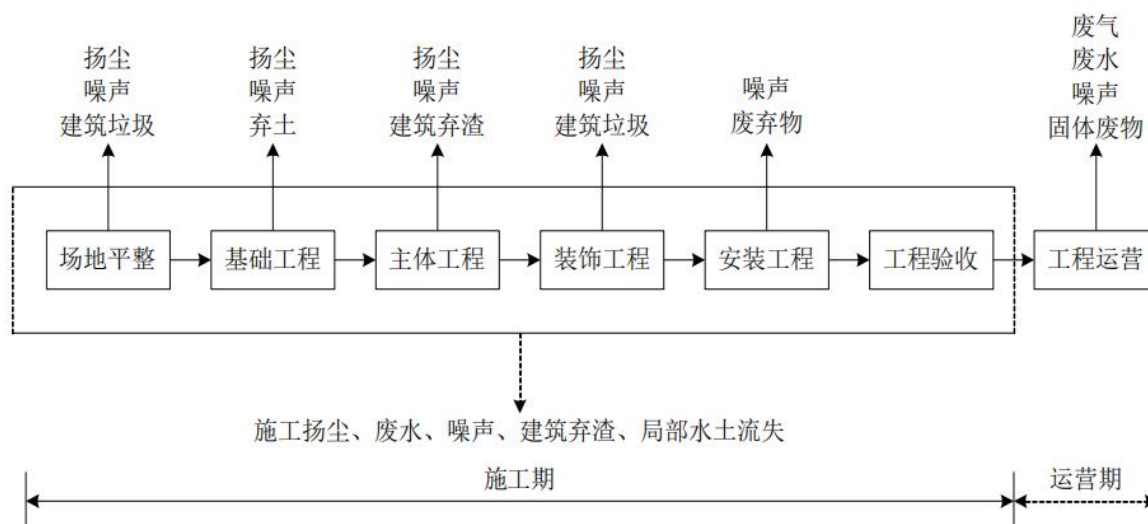 扬尘
噪声
建筑垃圾
扬尘
噪声
弃土
扬尘
噪声
建筑弃渣
扬尘
噪声
建筑垃圾
噪声
废弃物
废气
废水
噪声
固体废物
场地平整
基础工程
主体工程
装饰工程
安装工程
工程验收
工程运营
施工扬尘、废水、噪声、建筑弃渣、局部水土流失
施工期
运营期